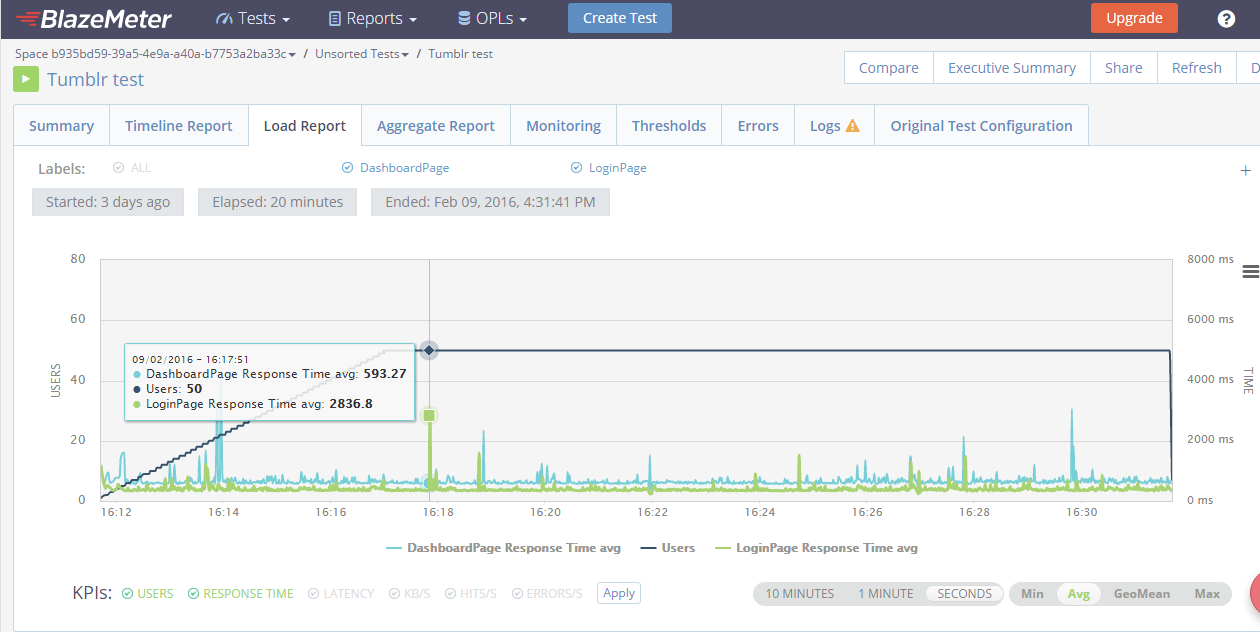 BlazeMeter Tests Reports OPLs Create Test Upgrade ?
Space b935bd59-39a5-4e9a-a40a-b7753a2ba33c / Unsorted Tests / Tumblr test
Tumblr test
Compare Executive Summary Share Refresh D
Summary Timeline Report Load Report Aggregate Report Monitoring Thresholds Errors Logs Original Test Configuration
Labels: ALL DashboardPage LoginPage +
Started: 3 days ago Elapsed: 20 minutes Ended: Feb 09, 2016, 4:31:41 PM
80 8000 ms
60 6000 ms
09/02/2016 - 16:17:51
DashboardPage Response Time avg: 593.27
Users: 50
LoginPage Response Time avg: 2836.8
USERS
40 4000 ms
TIME
20 2000 ms
0 0 ms
16:12 16:14 16:16 16:18 16:20 16:22 16:24 16:26 16:28 16:30
DashboardPage Response Time avg Users LoginPage Response Time avg
KPIs: USERS RESPONSE TIME LATENCY KB/S HITS/S ERRORS/S Apply 10 MINUTES 1 MINUTE SECONDS Min Avg GeoMean Max